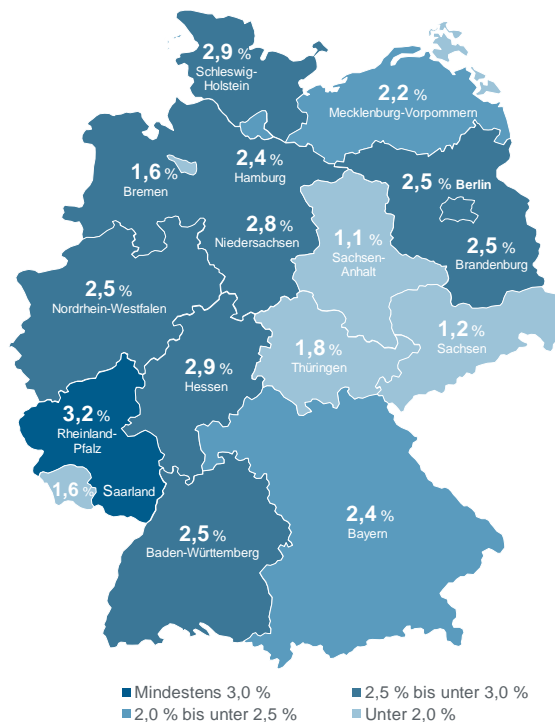 2,9 %
Schleswig-
Holstein
2,2 %
Mecklenburg-Vorpommern
1,6 %
Bremen
2,4 %
Hamburg
2,5 % Berlin
2,8 %
Niedersachsen
1,1 %
Sachsen-
Anhalt
2,5 %
Brandenburg
2,5 %
Nordrhein-Westfalen
1,2 %
Sachsen
1,8 %
Thüringen
2,9 %
Hessen
3,2 %
Rheinland-
Pfalz
1,6 % Saarland
2,4 %
Bayern
2,5 %
Baden-Württemberg
Mindestens 3,0 %
2,5 % bis unter 3,0 %
2,0 % bis unter 2,5 %
Unter 2,0 %